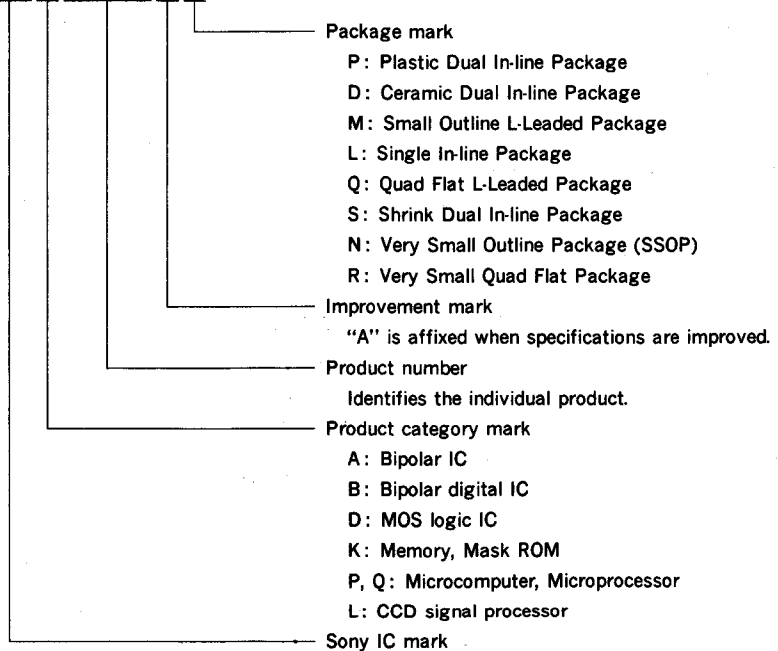 Package mark
P: Plastic Dual In-line Package
D: Ceramic Dual In-line Package
M: Small Outline L-Leaded Package
L: Single In-line Package
Q: Quad Flat L-Leaded Package
S: Shrink Dual In-line Package
N: Very Small Outline Package (SSOP)
R: Very Small Quad Flat Package
Improvement mark
"A" is affixed when specifications are improved.
Product number
Identifies the individual product.
Product category mark
A: Bipolar IC
B: Bipolar digital IC
D: MOS logic IC
K: Memory, Mask ROM
P, Q: Microcomputer, Microprocessor
L: CCD signal processor
Sony IC mark